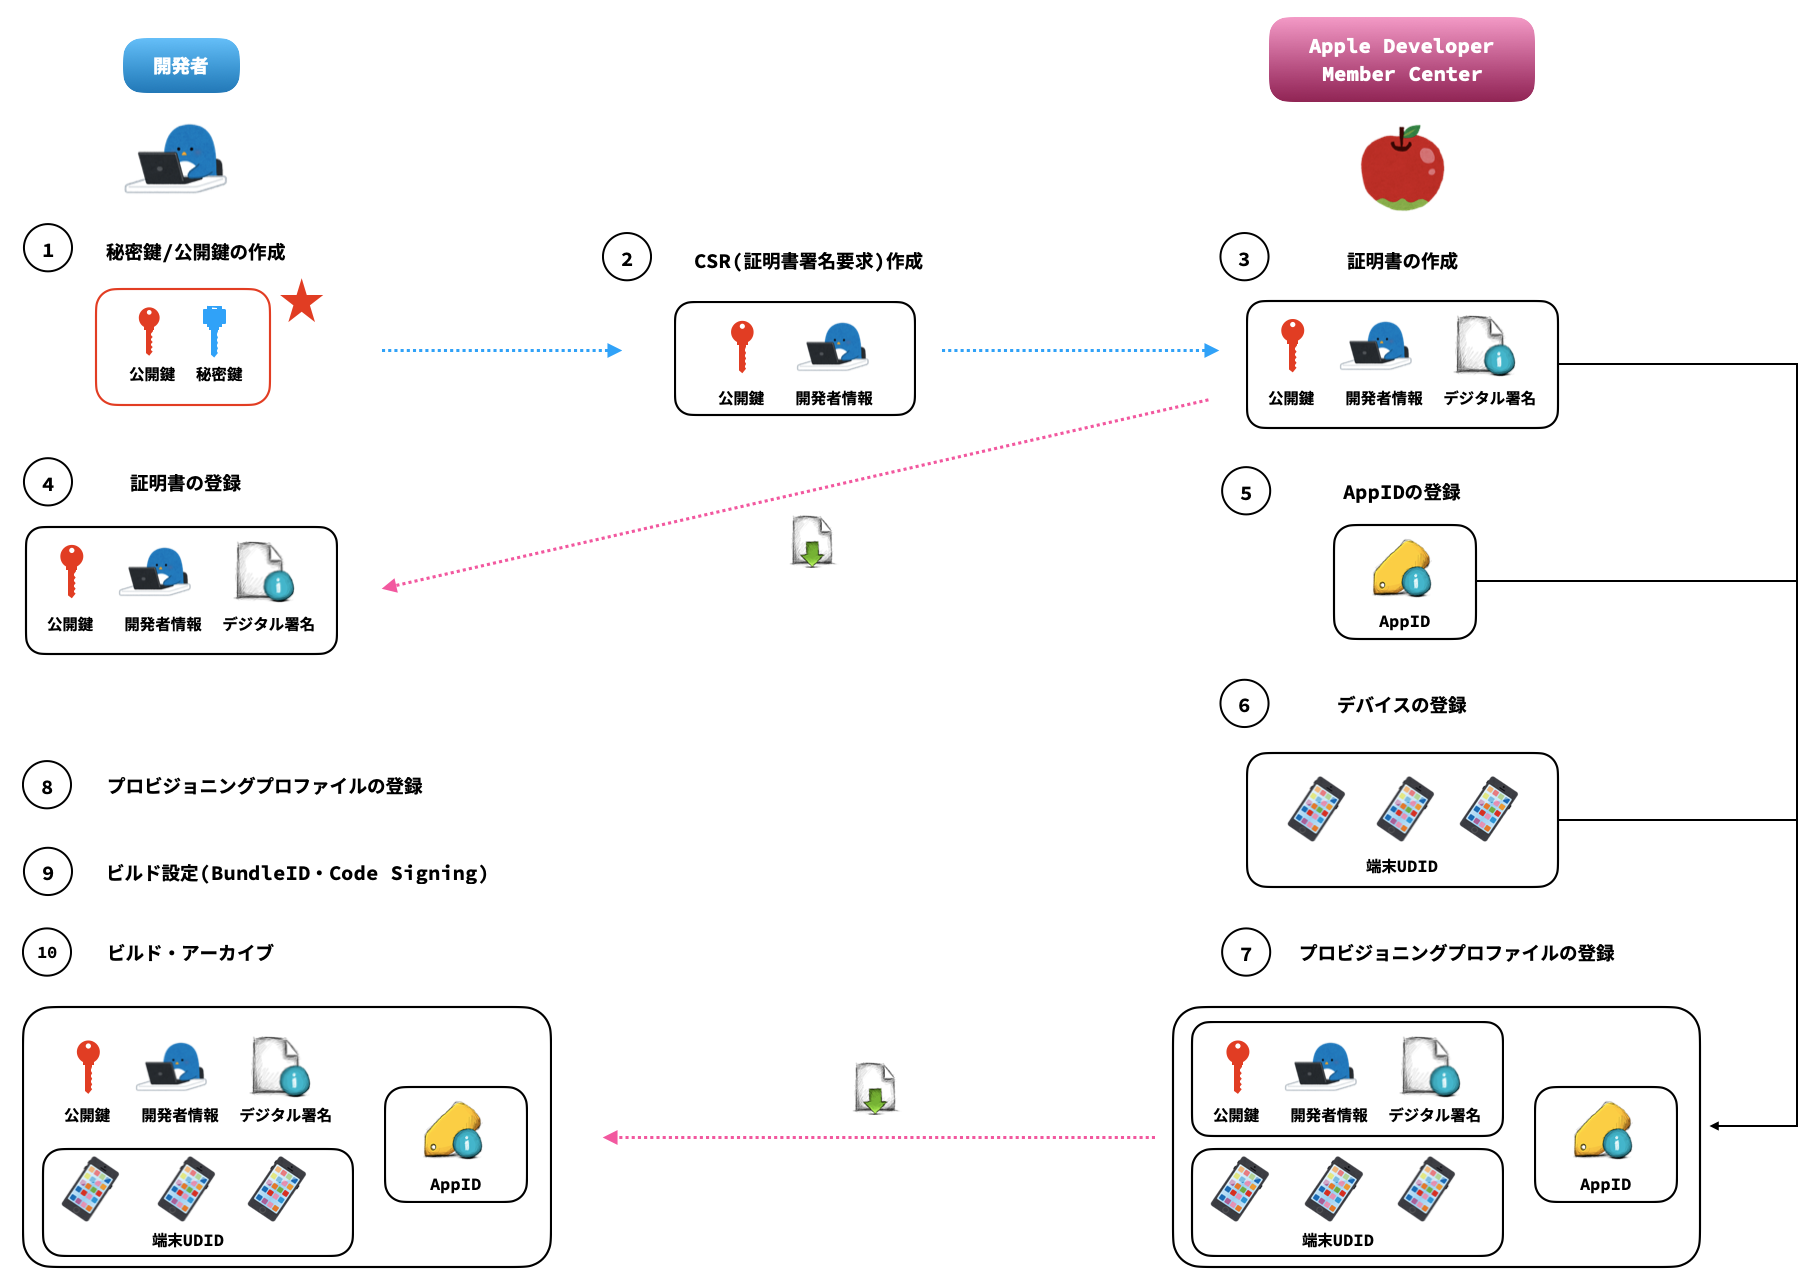 開発者
Apple Developer
Member Center
1
秘密鍵/公開鍵の作成
公開鍵
秘密鍵
2
CSR(証明書署名要求)作成
公開鍵
開発者情報
3
証明書の作成
公開鍵
開発者情報
デジタル署名
4
証明書の登録
公開鍵
開発者情報
デジタル署名
5
AppIDの登録
AppID
6
デバイスの登録
端末UDID
7
プロビジョニングプロファイルの登録
公開鍵
開発者情報
デジタル署名
端末UDID
AppID
8
プロビジョニングプロファイルの登録
9
ビルド設定(BundleID・Code Signing)
10
ビルド・アーカイブ
公開鍵
開発者情報
デジタル署名
端末UDID
AppID